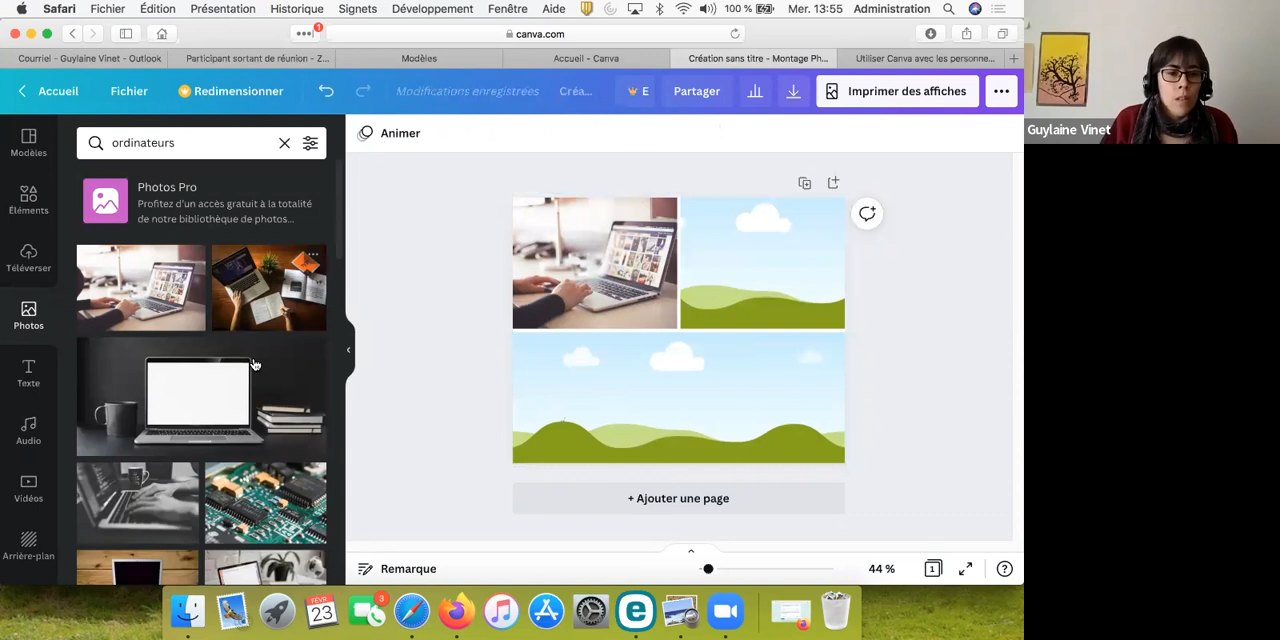 Safari Fichier Édition Présentation Historique Signets Développement Fenêtre Aide 100 % Mer. 13:55 Administration
1
canva.com
Courriel - Guylaine Vinet - Outlook Participant sortant de réunion - Z... Modèles Accueil - Canva Création sans titre - Montage Ph... Utiliser Canva avec les personne...
Accueil Fichier Redimensionner Modifications enregistrées Créa... E Partager Imprimer des affiches
Guylaine Vinet
Animer
ordinateurs
Modèles
Photos Pro
Profitez d'un accès gratuit à la totalité
de notre bibliothèque de photos...
Éléments
Téléverser
Photos
Texte
Audio
Vidéos
Arrière-plan
+ Ajouter une page
Remarque 44 % 1 ?
FÉVR
23
3